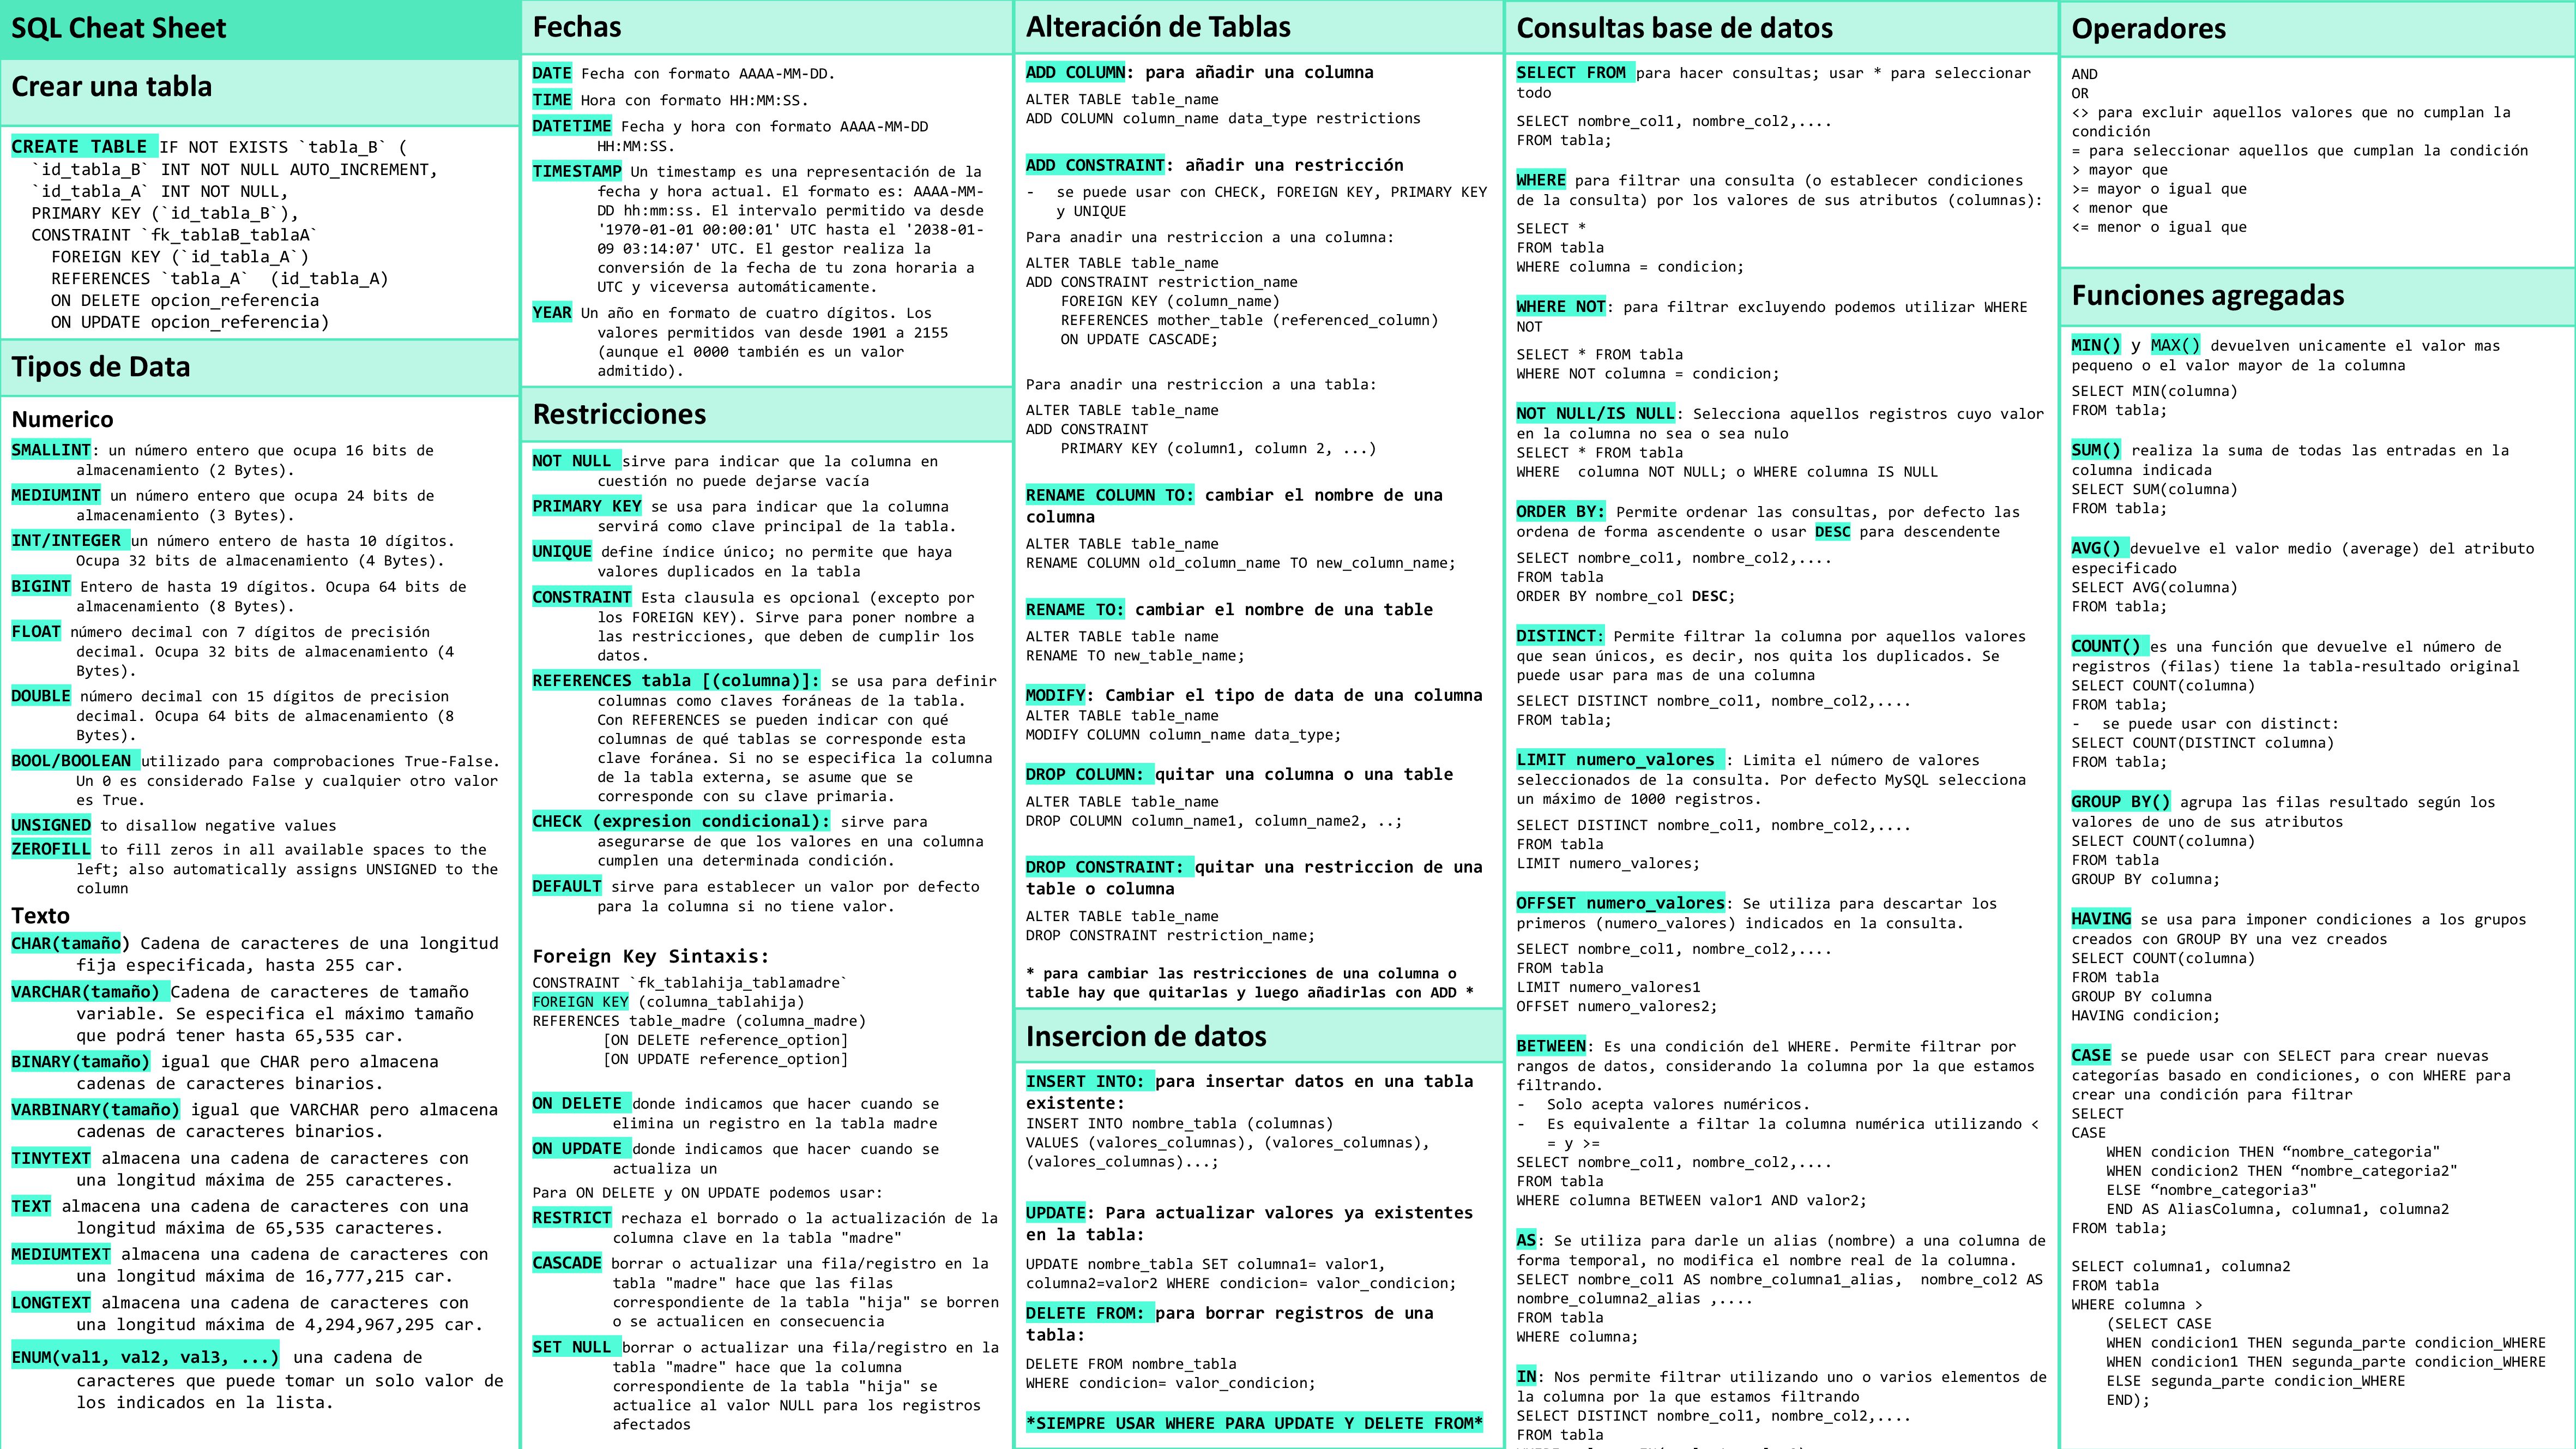 SQL Cheat Sheet
Crear una tabla
CREATE TABLE IF NOT EXISTS `tabla_B` (
`id_tabla_B` INT NOT NULL AUTO_INCREMENT,
`id_tabla_A` INT NOT NULL,
PRIMARY KEY (`id_tabla_B`),
CONSTRAINT `fk_tablaB_tablaA`
FOREIGN KEY (`id_tabla_A`)
REFERENCES `tabla_A` (id_tabla_A)
ON DELETE opcion_referencia
ON UPDATE opcion_referencia)
Tipos de Data
Numerico
SMALLINT: un número entero que ocupa 16 bits de
almacenamiento (2 Bytes).
MEDIUMINT un número entero que ocupa 24 bits de
almacenamiento (3 Bytes).
INT/INTEGER un número entero de hasta 10 dígitos.
Ocupa 32 bits de almacenamiento (4 Bytes).
BIGINT Entero de hasta 19 dígitos. Ocupa 64 bits de
almacenamiento (8 Bytes).
FLOAT número decimal con 7 dígitos de precisión
decimal. Ocupa 32 bits de almacenamiento (4
Bytes).
DOUBLE número decimal con 15 dígitos de precision
decimal. Ocupa 64 bits de almacenamiento (8
Bytes).
BOOL/BOOLEAN utilizado para comprobaciones True-False.
Un 0 es considerado False y cualquier otro valor
es True.
UNSIGNED to disallow negative values
ZEROFILL to fill zeros in all available spaces to the
left; also automatically assigns UNSIGNED to the
column
Texto
CHAR(tamaño) Cadena de caracteres de una longitud
fija especificada, hasta 255 car.
VARCHAR(tamaño) Cadena de caracteres de tamaño
variable. Se especifica el máximo tamaño
que podrá tener hasta 65,535 car.
BINARY(tamaño) igual que CHAR pero almacena
cadenas de caracteres binarios.
VARBINARY(tamaño) igual que VARCHAR pero almacena
cadenas de caracteres binarios.
TINYTEXT almacena una cadena de caracteres con
una longitud máxima de 255 caracteres.
TEXT almacena una cadena de caracteres con una
longitud máxima de 65,535 caracteres.
MEDIUMTEXT almacena una cadena de caracteres con
una longitud máxima de 16,777,215 car.
LONGTEXT almacena una cadena de caracteres con
una longitud máxima de 4,294,967,295 car.
ENUM(val1, val2, val3, ...) una cadena de
caracteres que puede tomar un solo valor de
los indicados en la lista.
Fechas
DATE Fecha con formato AAAA-MM-DD.
TIME Hora con formato HH:MM:SS.
DATETIME Fecha y hora con formato AAAA-MM-DD
HH:MM:SS.
TIMESTAMP Un timestamp es una representación de la
fecha y hora actual. El formato es: AAAA-MM-
DD hh:mm:ss. El intervalo permitido va desde
'1970-01-01 00:00:01' UTC hasta el '2038-01-
09 03:14:07' UTC. El gestor realiza la
conversión de la fecha de tu zona horaria a
UTC y viceversa automáticamente.
YEAR Un año en formato de cuatro dígitos. Los
valores permitidos van desde 1901 a 2155
(aunque el 0000 también es un valor
admitido).
Restricciones
NOT NULL sirve para indicar que la columna en
cuestión no puede dejarse vacía
PRIMARY KEY se usa para indicar que la columna
servirá como clave principal de la tabla.
UNIQUE define índice único; no permite que haya
valores duplicados en la tabla
CONSTRAINT Esta clausula es opcional (excepto por
los FOREIGN KEY). Sirve para poner nombre a
las restricciones, que deben de cumplir los
datos.
REFERENCES tabla [(columna)]: se usa para definir
columnas como claves foráneas de la tabla.
Con REFERENCES se pueden indicar con qué
columnas de qué tablas se corresponde esta
clave foránea. Si no se especifica la columna
de la tabla externa, se asume que se
corresponde con su clave primaria.
CHECK (expresion condicional): sirve para
asegurarse de que los valores en una columna
cumplen una determinada condición.
DEFAULT sirve para establecer un valor por defecto
para la columna si no tiene valor.
Foreign Key Sintaxis:
CONSTRAINT `fk_tablahija_tablamadre`
FOREIGN KEY (columna_tablahija)
REFERENCES table_madre (columna_madre)
[ON DELETE reference_option]
[ON UPDATE reference_option]
ON DELETE donde indicamos que hacer cuando se
elimina un registro en la tabla madre
ON UPDATE donde indicamos que hacer cuando se
actualiza un
Para ON DELETE y ON UPDATE podemos usar:
RESTRICT rechaza el borrado o la actualización de la
columna clave en la tabla "madre"
CASCADE borrar o actualizar una fila/registro en la
tabla "madre" hace que las filas
correspondiente de la tabla "hija" se borren
o se actualicen en consecuencia
SET NULL borrar o actualizar una fila/registro en la
tabla "madre" hace que la columna
correspondiente de la tabla "hija" se
actualice al valor NULL para los registros
afectados
Alteración de Tablas
ADD COLUMN: para añadir una columna
ALTER TABLE table_name
ADD COLUMN column_name data_type restrictions
ADD CONSTRAINT: añadir una restricción
- se puede usar con CHECK, FOREIGN KEY, PRIMARY KEY
y UNIQUE
Para anadir una restriccion a una columna:
ALTER TABLE table_name
ADD CONSTRAINT restriction_name
FOREIGN KEY (column_name)
REFERENCES mother_table (referenced_column)
ON UPDATE CASCADE;
Para anadir una restriccion a una tabla:
ALTER TABLE table_name
ADD CONSTRAINT
PRIMARY KEY (column1, column 2, ...)
RENAME COLUMN TO: cambiar el nombre de una
columna
ALTER TABLE table_name
RENAME COLUMN old_column_name TO new_column_name;
RENAME TO: cambiar el nombre de una table
ALTER TABLE table name
RENAME TO new_table_name;
MODIFY: Cambiar el tipo de data de una columna
ALTER TABLE table_name
MODIFY COLUMN column_name data_type;
DROP COLUMN: quitar una columna o una table
ALTER TABLE table_name
DROP COLUMN column_name1, column_name2, ..;
DROP CONSTRAINT: quitar una restriccion de una
table o columna
ALTER TABLE table_name
DROP CONSTRAINT restriction_name;
* para cambiar las restricciones de una columna o
table hay que quitarlas y luego añadirlas con ADD *
Insercion de datos
INSERT INTO: para insertar datos en una tabla
existente:
INSERT INTO nombre_tabla (columnas)
VALUES (valores_columnas), (valores_columnas),
(valores_columnas)...;
UPDATE: Para actualizar valores ya existentes
en la tabla:
UPDATE nombre_tabla SET columna1= valor1,
columna2=valor2 WHERE condicion= valor_condicion;
DELETE FROM: para borrar registros de una
tabla:
DELETE FROM nombre_tabla
WHERE condicion= valor_condicion;
*SIEMPRE USAR WHERE PARA UPDATE Y DELETE FROM*
Consultas base de datos
SELECT FROM para hacer consultas; usar * para seleccionar
todo
SELECT nombre_col1, nombre_col2,....
FROM tabla;
WHERE para filtrar una consulta (o establecer condiciones
de la consulta) por los valores de sus atributos (columnas):
SELECT *
FROM tabla
WHERE columna = condicion;
WHERE NOT: para filtrar excluyendo podemos utilizar WHERE
NOT
SELECT * FROM tabla
WHERE NOT columna = condicion;
NOT NULL/IS NULL: Selecciona aquellos registros cuyo valor
en la columna no sea o sea nulo
SELECT * FROM tabla
WHERE columna NOT NULL; o WHERE columna IS NULL
ORDER BY: Permite ordenar las consultas, por defecto las
ordena de forma ascendente o usar DESC para descendente
SELECT nombre_col1, nombre_col2,....
FROM tabla
ORDER BY nombre_col DESC;
DISTINCT: Permite filtrar la columna por aquellos valores
que sean únicos, es decir, nos quita los duplicados. Se
puede usar para mas de una columna
SELECT DISTINCT nombre_col1, nombre_col2,....
FROM tabla;
LIMIT numero_valores : Limita el número de valores
seleccionados de la consulta. Por defecto MySQL selecciona
un máximo de 1000 registros.
SELECT DISTINCT nombre_col1, nombre_col2,....
FROM tabla
LIMIT numero_valores;
OFFSET numero_valores: Se utiliza para descartar los
primeros (numero_valores) indicados en la consulta.
SELECT nombre_col1, nombre_col2,....
FROM tabla
LIMIT numero_valores1
OFFSET numero_valores2;
BETWEEN: Es una condición del WHERE. Permite filtrar por
rangos de datos, considerando la columna por la que estamos
filtrando.
- Solo acepta valores numéricos.
- Es equivalente a filtar la columna numérica utilizando <
= y >=
SELECT nombre_col1, nombre_col2,....
FROM tabla
WHERE columna BETWEEN valor1 AND valor2;
AS: Se utiliza para darle un alias (nombre) a una columna de
forma temporal, no modifica el nombre real de la columna.
SELECT nombre_col1 AS nombre_columna1_alias, nombre_col2 AS
nombre_columna2_alias ,....
FROM tabla
WHERE columna;
IN: Nos permite filtrar utilizando uno o varios elementos de
la columna por la que estamos filtrando
SELECT DISTINCT nombre_col1, nombre_col2,....
FROM tabla
Operadores
AND
OR
<> para excluir aquellos valores que no cumplan la
condición
= para seleccionar aquellos que cumplan la condición
> mayor que
>= mayor o igual que
< menor que
<= menor o igual que
Funciones agregadas
MIN() y MAX() devuelven unicamente el valor mas
pequeno o el valor mayor de la columna
SELECT MIN(columna)
FROM tabla;
SUM() realiza la suma de todas las entradas en la
columna indicada
SELECT SUM(columna)
FROM tabla;
AVG() devuelve el valor medio (average) del atributo
especificado
SELECT AVG(columna)
FROM tabla;
COUNT() es una función que devuelve el número de
registros (filas) tiene la tabla-resultado original
SELECT COUNT(columna)
FROM tabla;
- se puede usar con distinct:
SELECT COUNT(DISTINCT columna)
FROM tabla;
GROUP BY() agrupa las filas resultado según los
valores de uno de sus atributos
SELECT COUNT(columna)
FROM tabla
GROUP BY columna;
HAVING se usa para imponer condiciones a los grupos
creados con GROUP BY una vez creados
SELECT COUNT(columna)
FROM tabla
GROUP BY columna
HAVING condicion;
CASE se puede usar con SELECT para crear nuevas
categorías basado en condiciones, o con WHERE para
crear una condición para filtrar
SELECT
CASE
WHEN condicion THEN “nombre_categoria"
WHEN condicion2 THEN “nombre_categoria2"
ELSE “nombre_categoria3"
END AS AliasColumna, columna1, columna2
FROM tabla;
SELECT columna1, columna2
FROM tabla
WHERE columna >
(SELECT CASE
WHEN condicion1 THEN segunda_parte condicion_WHERE
WHEN condicion1 THEN segunda_parte condicion_WHERE
ELSE segunda_parte condicion_WHERE
END);